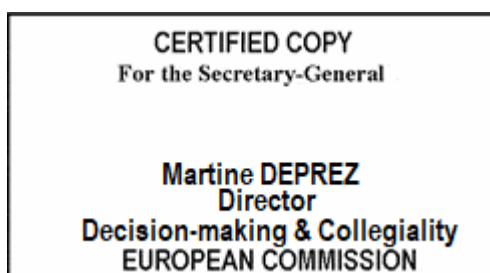 CERTIFIED COPY
For the Secretary-General
Martine DEPREZ
Director
Decision-making & Collegiality
EUROPEAN COMMISSION